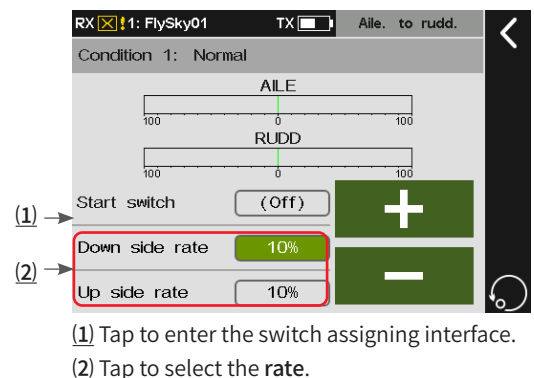 RX ! 1: FlySky01 TX Aile. to rudd.
Condition 1: Normal
AILE
100 0 100
RUDD
100 0 100
(1) Start switch (Off)
Down side rate 10%
(2)
Up side rate 10%
(1) Tap to enter the switch assigning interface.
(2) Tap to select the rate.